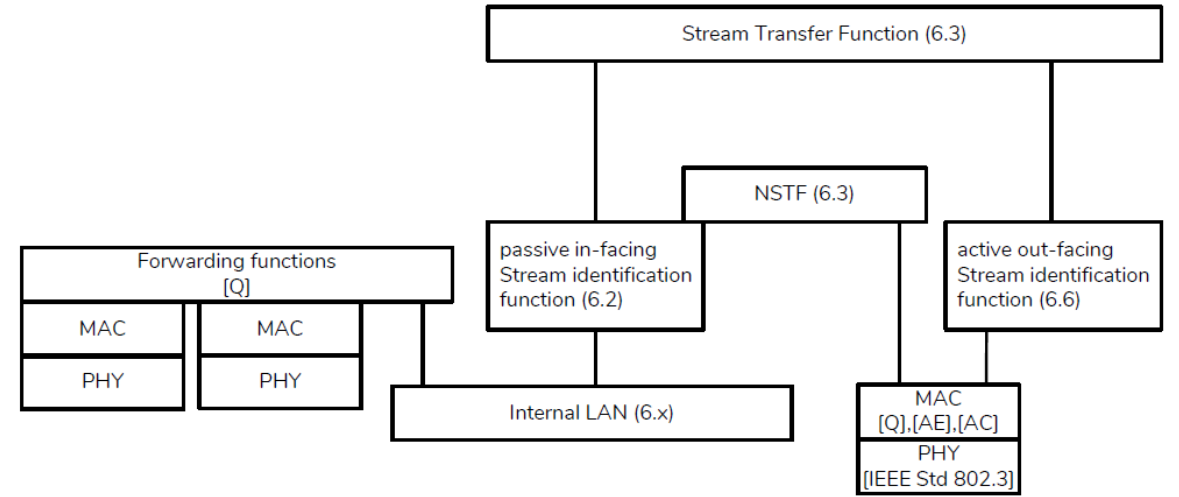 Stream Transfer Function (6.3)
NSTF (6.3)
passive in-facing
Stream identification
function (6.2)
active out-facing
Stream identification
function (6.6)
Forwarding functions
[Q]
MAC
MAC
PHY
PHY
Internal LAN (6.x)
MAC
[Q],[AE],[AC]
PHY
[IEEE Std 802.3]